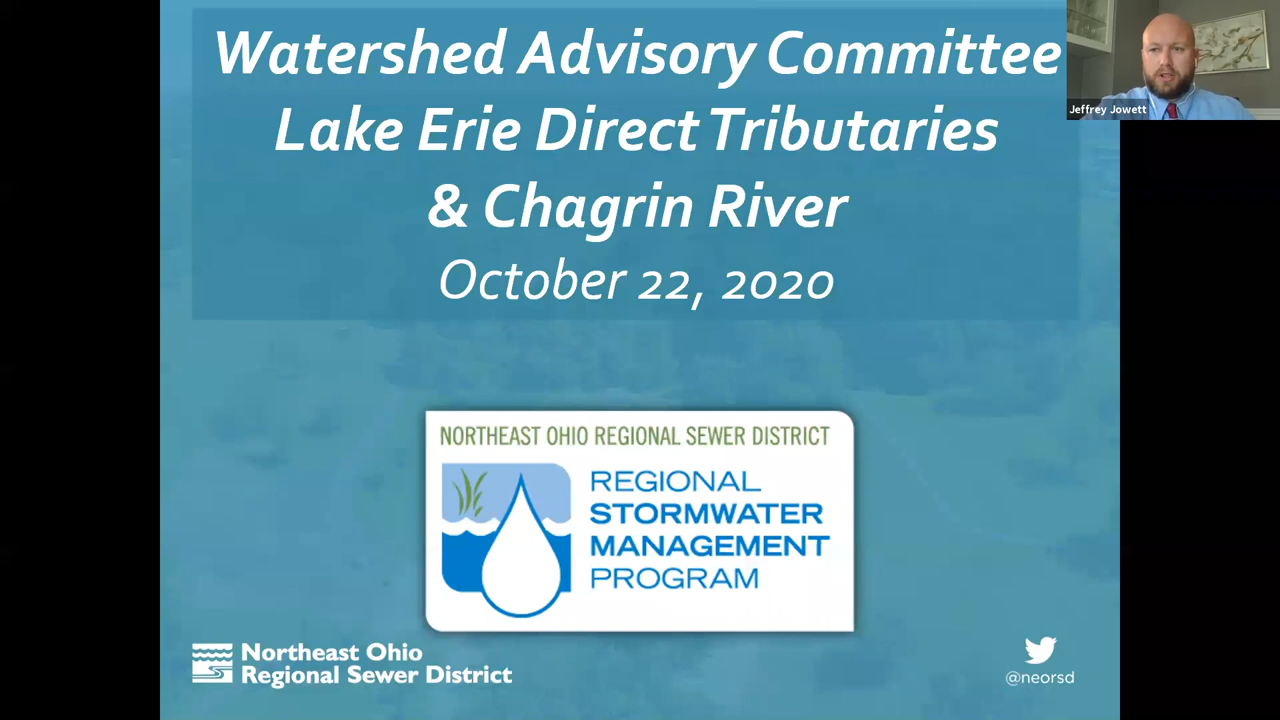 Watershed Advisory Committee
Lake Erie Direct Tributaries
& Chagrin River
October 22, 2020
Jeffrey Jowett
NORTHEAST OHIO REGIONAL SEWER DISTRICT
REGIONAL
STORMWATER
MANAGEMENT
PROGRAM
Northeast Ohio
Regional Sewer District
@neorsd